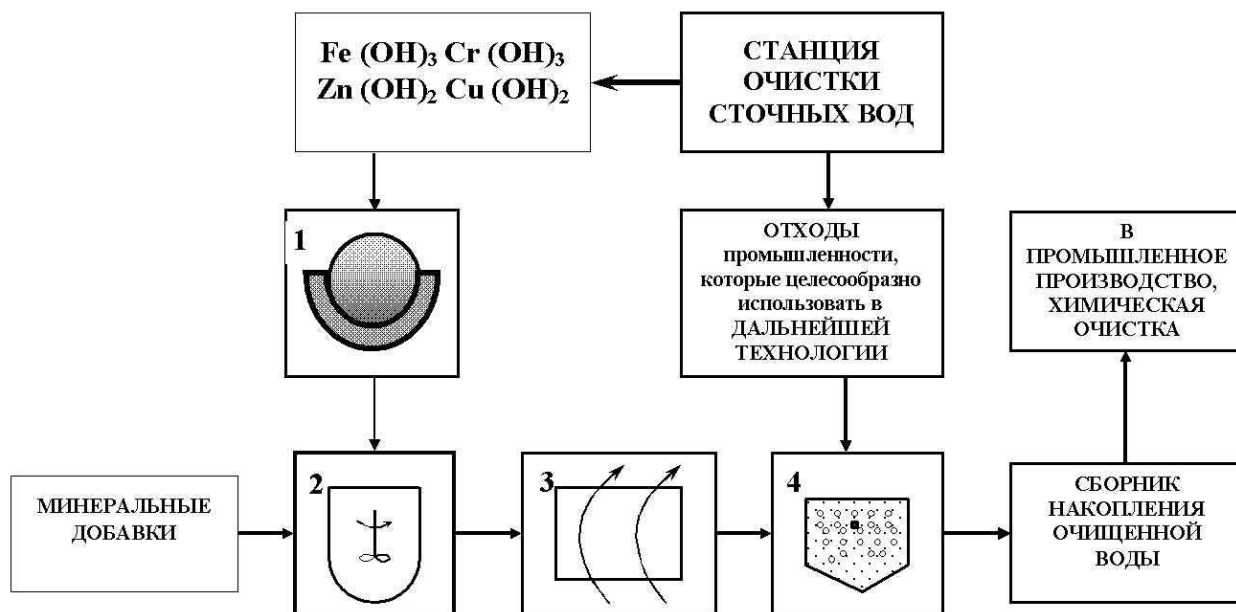 Fe (OH)₃ Cr (OH)₃
Zn (OH)₂ Cu (OH)₂
СТАНЦИЯ
ОЧИСТКИ
СТОЧНЫХ ВОД
1
ОТХОДЫ
промышленности,
которые целесообразно
использовать в
ДАЛЬНЕЙШЕЙ
ТЕХНОЛОГИИ
В
ПРОМЫШЛЕННОЕ
ПРОИЗВОДСТВО,
ХИМИЧЕСКАЯ
ОЧИСТКА
МИНЕРАЛЬНЫЕ
ДОБАВКИ
2
3
4
СБОРНИК
НАКОПЛЕНИЯ
ОЧИЩЕННОЙ
ВОДЫ